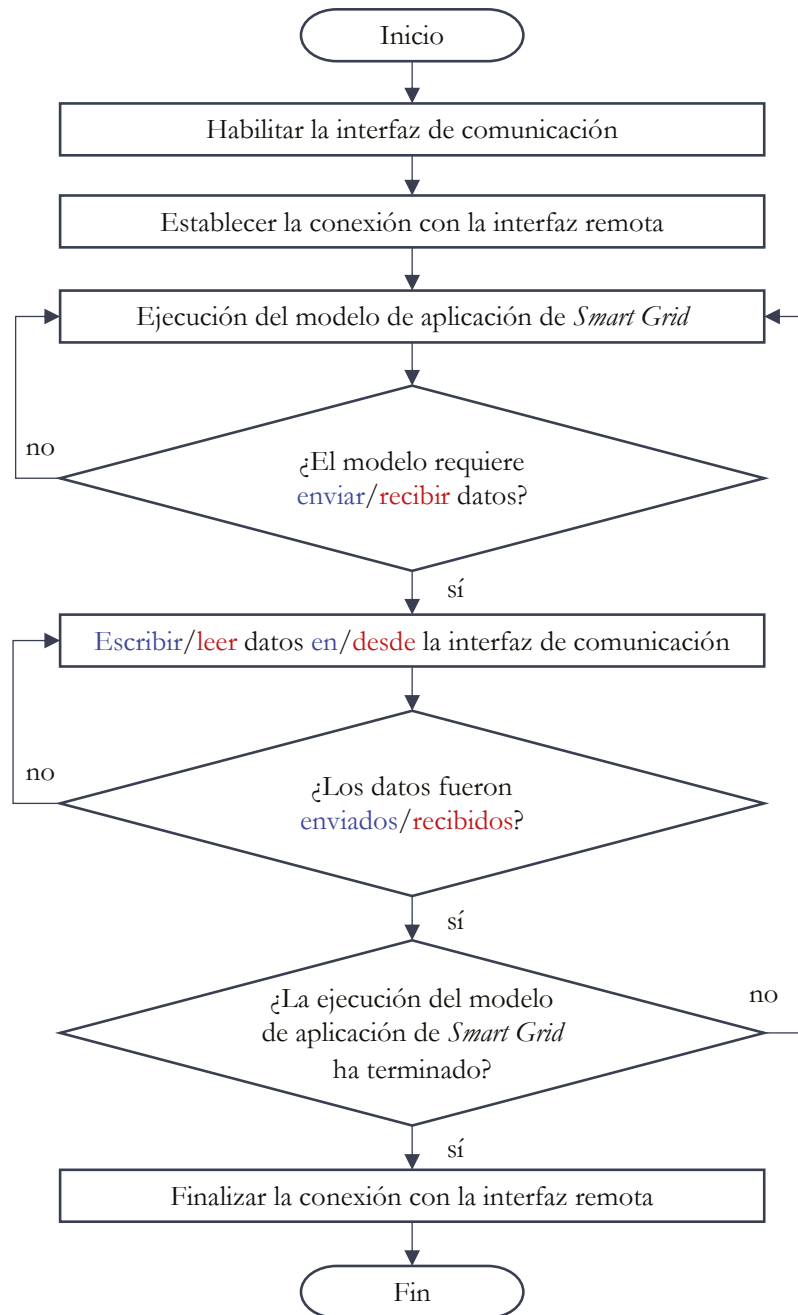 Inicio
Habilitar la interfaz de comunicación
Establecer la conexión con la interfaz remota
Ejecución del modelo de aplicación de Smart Grid
no
¿El modelo requiere
enviar/recibir datos?
sí
Escribir/leer datos en/desde la interfaz de comunicación
no
¿Los datos fueron
enviados/recibidos?
sí
¿La ejecución del modelo
de aplicación de Smart Grid
ha terminado?
no
sí
Finalizar la conexión con la interfaz remota
Fin